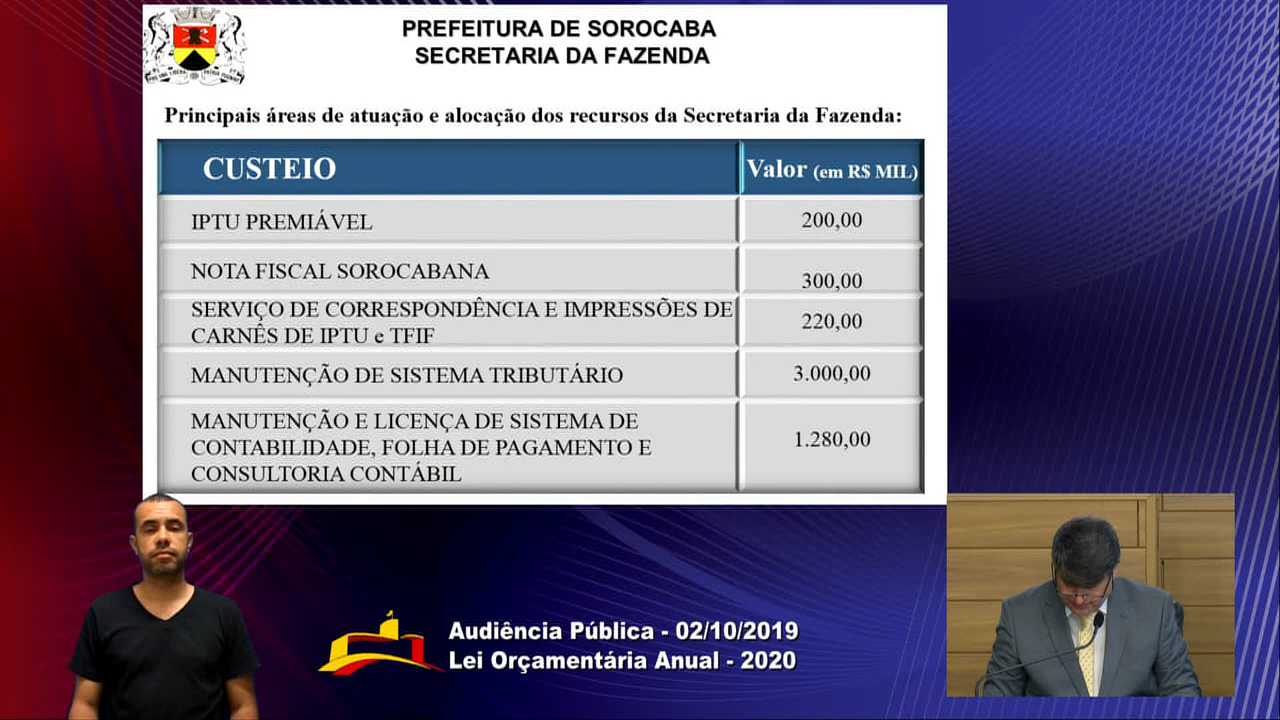 PREFEITURA DE SOROCABA
SECRETARIA DA FAZENDA
Principais áreas de atuação e alocação dos recursos da Secretaria da Fazenda:
CUSTEIO
Valor (em R$ MIL)
IPTU PREMIÁVEL
200,00
NOTA FISCAL SOROCABANA
300,00
SERVIÇO DE CORRESPONDÊNCIA E IMPRESSÕES DE
CARNÊS DE IPTU e TFIF
220,00
MANUTENÇÃO DE SISTEMA TRIBUTÁRIO
3.000,00
MANUTENÇÃO E LICENÇA DE SISTEMA DE
CONTABILIDADE, FOLHA DE PAGAMENTO E
CONSULTORIA CONTÁBIL
1.280,00
Audiência Pública - 02/10/2019
Lei Orçamentária Anual - 2020